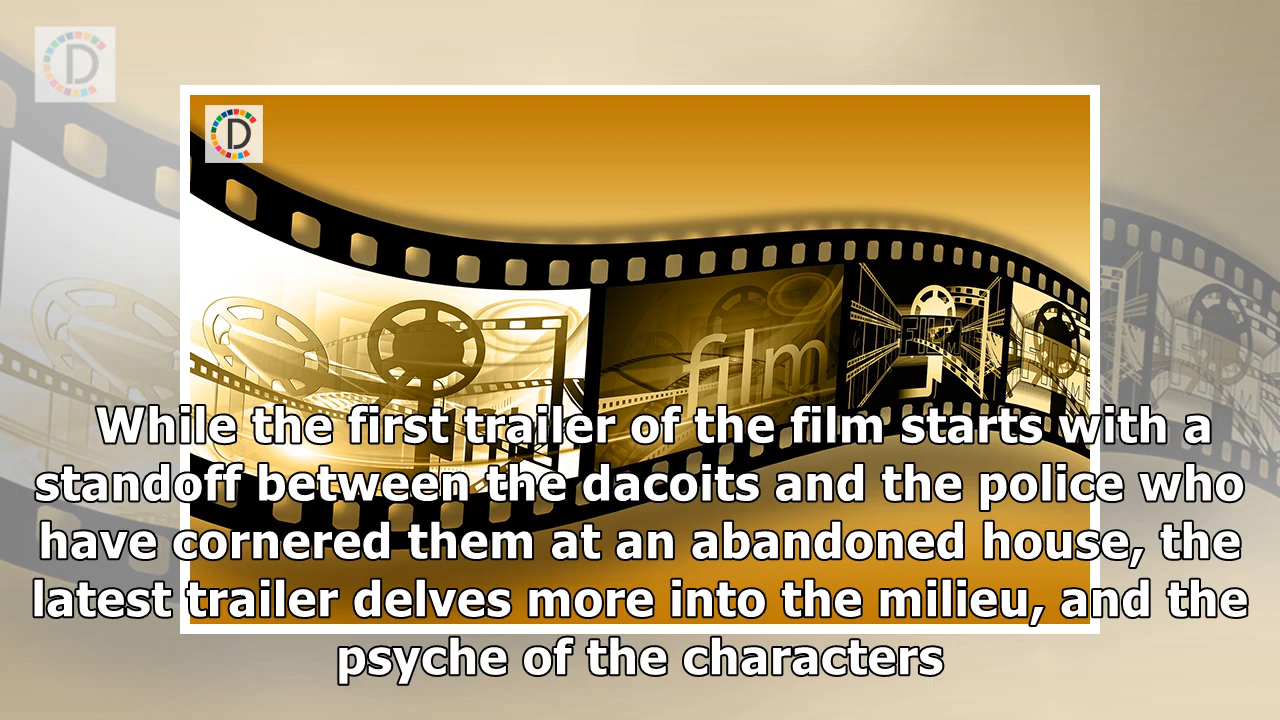 D
D
film
FILM
While the first trailer of the film starts with a
standoff between the dacoits and the police who
have cornered them at an abandoned house, the
latest trailer delves more into the milieu, and the
psyche of the characters